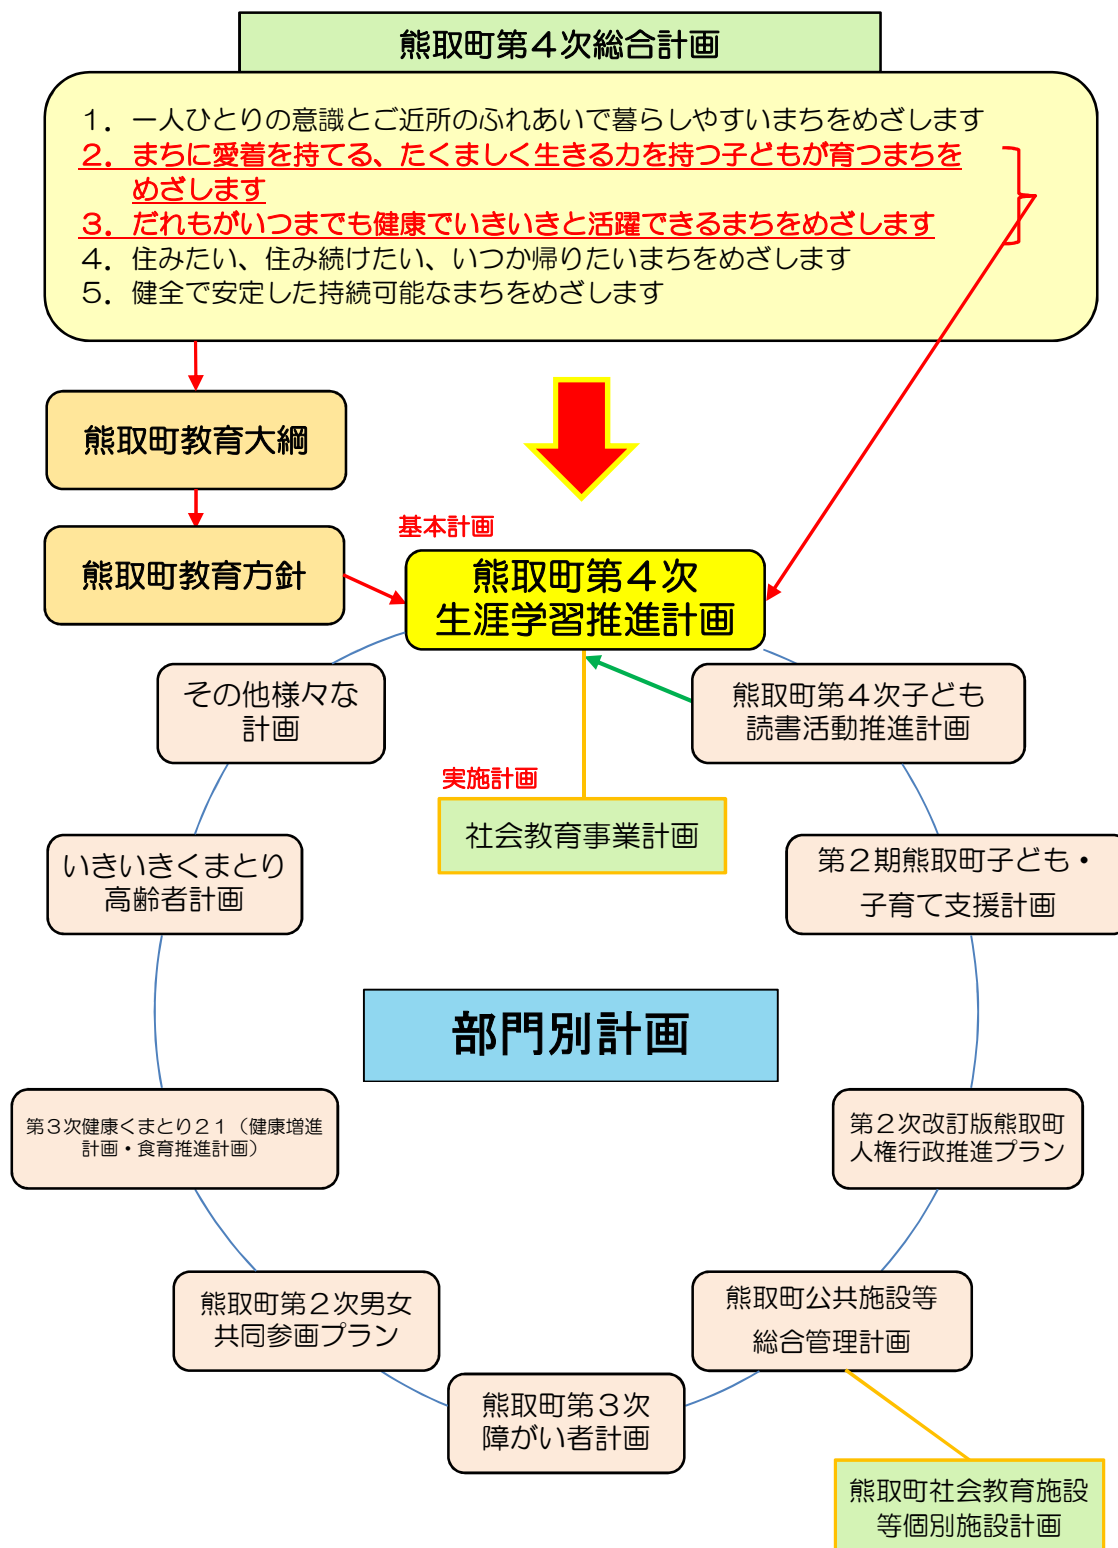 熊取町第４次総合計画
１．一人ひとりの意識とご近所のふれあいで暮らしやすいまちをめざします
２．まちに愛着を持てる、たくましく生きる力を持つ子どもが育つまちを
めざします
３．だれもがいつまでも健康でいきいきと活躍できるまちをめざします
４．住みたい、住み続けたい、いつか帰りたいまちをめざします
５．健全で安定した持続可能なまちをめざします
熊取町教育大綱
熊取町教育方針
基本計画
熊取町第４次
生涯学習推進計画
その他様々な
計画
熊取町第４次子ども
読書活動推進計画
実施計画
社会教育事業計画
いきいきくまとり
高齢者計画
第２期熊取町子ども・
子育て支援計画
部門別計画
第３次健康くまとり２１（健康増進
計画・食育推進計画）
第２次改訂版熊取町
人権行政推進プラン
熊取町第２次男女
共同参画プラン
熊取町公共施設等
総合管理計画
熊取町第３次
障がい者計画
熊取町社会教育施設
等個別施設計画